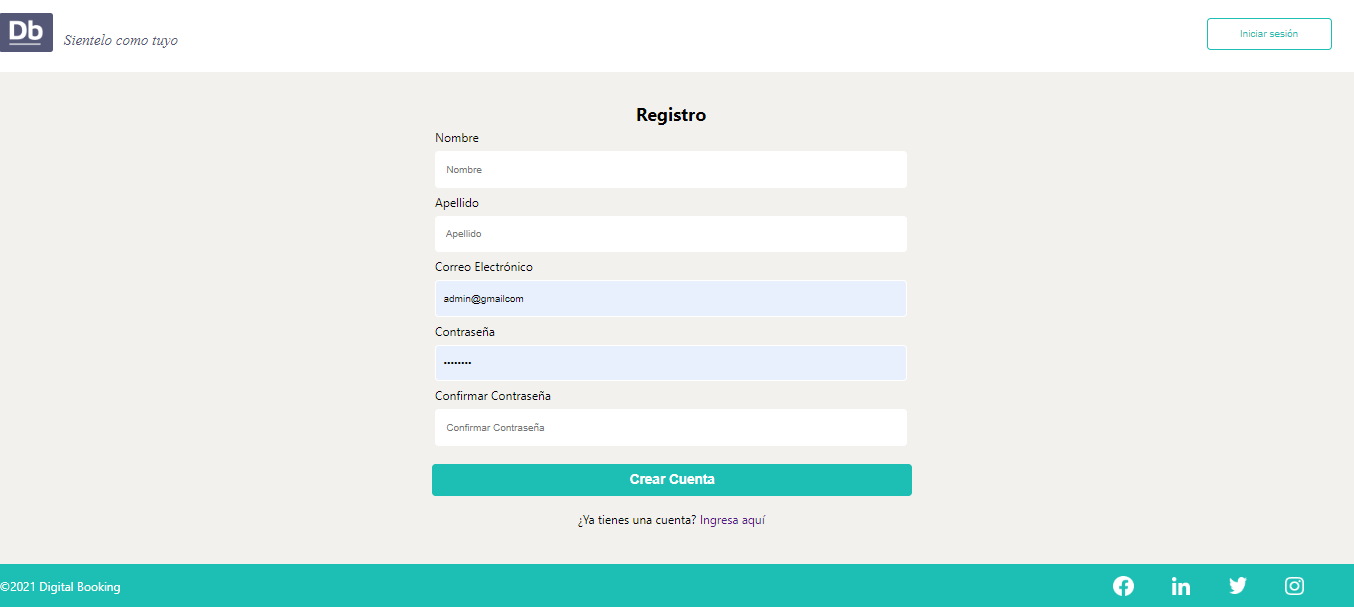 Db
Sientelo como tuyo
Iniciar sesión
Registro
Nombre
Nombre
Apellido
Apellido
Correo Electrónico
admin@gmailcom
Contraseña
••••••••
Confirmar Contraseña
Confirmar Contraseña
Crear Cuenta
¿Ya tienes una cuenta? Ingresa aquí
©2021 Digital Booking